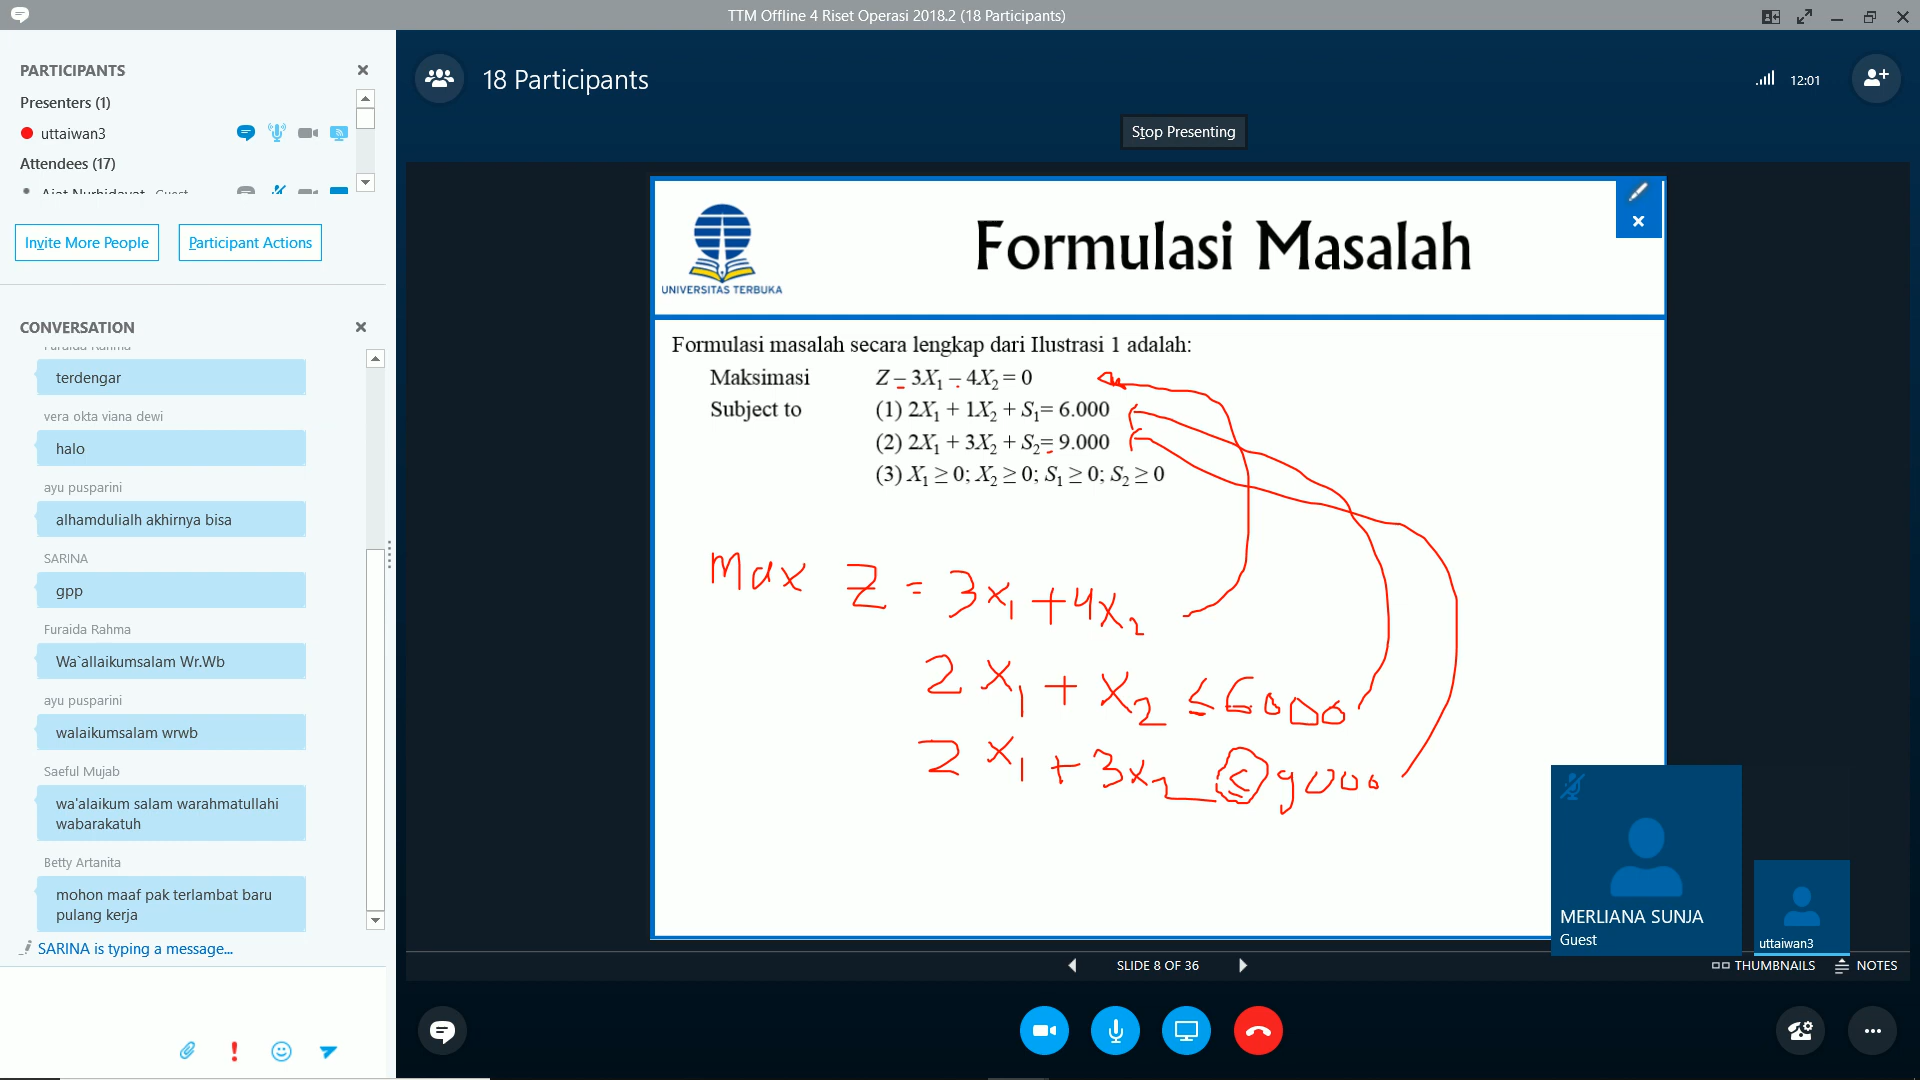 TTM Offline 4 Riset Operasi 2018.2 (18 Participants)
PARTICIPANTS
Presenters (1)
uttaiwan3
Attendees (17)
Ajat Nurhidayat - Guest
Invite More People
Participant Actions
CONVERSATION
Furaida Rahma
terdengar
vera okta viana dewi
halo
ayu pusparini
alhamdulialh akhirnya bisa
SARINA
gpp
Furaida Rahma
Wa`allaikumsalam Wr.Wb
ayu pusparini
walaikumsalam wrwb
Saeful Mujab
wa'alaikum salam warahmatullahi
wabarakatuh
Betty Artanita
mohon maaf pak terlambat baru
pulang kerja
SARINA is typing a message...
18 Participants
12:01
Stop Presenting
UNIVERSITAS TERBUKA
Formulasi Masalah
Formulasi masalah secara lengkap dari Ilustrasi 1 adalah:
Maksimasi Z – 3X₁ – 4X₂ = 0
Subject to (1) 2X₁ + 1X₂ + S₁= 6.000
(2) 2X₁ + 3X₂ + S₂= 9.000
(3) X₁ ≥ 0; X₂ ≥ 0; S₁ ≥ 0; S₂ ≥ 0
Max Z = 3x₁ + 4x₂
2x₁ + x₂ ≤ 6000
2x₁ + 3x₂ ≤ 9000
MERLIANA SUNJA
Guest
uttaiwan3
SLIDE 8 OF 36
THUMBNAILS
NOTES